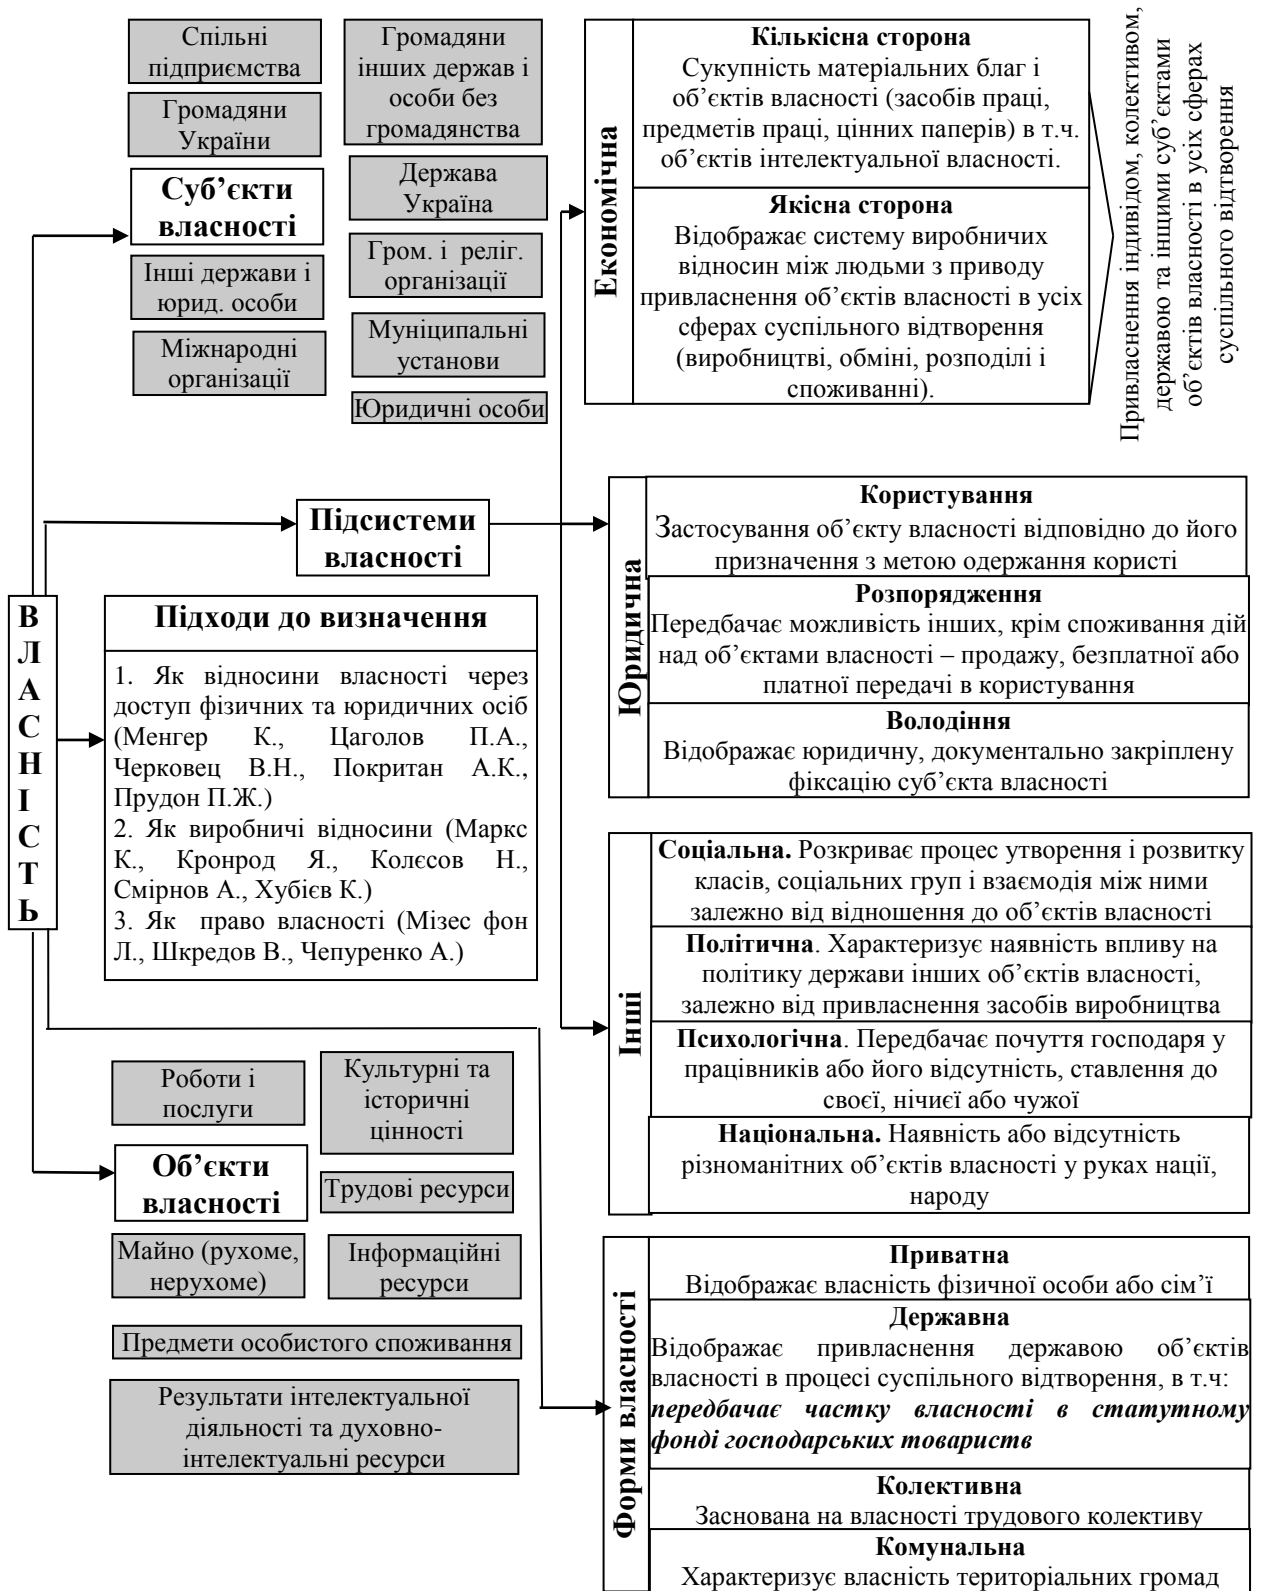 Спільні
підприємства
Громадяни
України
Суб’єкти
власності
Інші держави і
юрид. особи
Міжнародні
організації
Громадяни
інших держав і
особи без
громадянства
Держава
Україна
Гром. і реліг.
організації
Муніципальні
установи
Юридичні особи
Економічна
Кількісна сторона
Сукупність матеріальних благ і
об’єктів власності (засобів праці,
предметів праці, цінних паперів) в т.ч.
об’єктів інтелектуальної власності.
Якісна сторона
Відображає систему виробничих
відносин між людьми з приводу
привласнення об’єктів власності в усіх
сферах суспільного відтворення
(виробництві, обміні, розподілі і
споживанні).
Привласнення індивідом, колективом,
державою та іншими суб’єктами
об’єктів власності в усіх сферах
суспільного відтворення
Підсистеми
власності
Юридична
Користування
Застосування об’єкту власності відповідно до його
призначення з метою одержання користі
Розпорядження
Передбачає можливість інших, крім споживання дій
над об’єктами власності – продажу, безплатної або
платної передачі в користування
Володіння
Відображає юридичну, документально закріплену
фіксацію суб’єкта власності
ВЛАСНІСТЬ
Підходи до визначення
1. Як відносини власності через
доступ фізичних та юридичних осіб
(Менгер К., Цаголов П.А.,
Черковец В.Н., Покритан А.К.,
Прудон П.Ж.)
2. Як виробничі відносини (Маркс
К., Кронрод Я., Колєсов Н.,
Смірнов А., Хубієв К.)
3. Як право власності (Мізес фон
Л., Шкредов В., Чепуренко А.)
Інші
Соціальна. Розкриває процес утворення і розвитку
класів, соціальних груп і взаємодія між ними
залежно від відношення до об’єктів власності
Політична. Характеризує наявність впливу на
політику держави інших об’єктів власності,
залежно від привласнення засобів виробництва
Психологічна. Передбачає почуття господаря у
працівників або його відсутність, ставлення до
своєї, нічиєї або чужої
Національна. Наявність або відсутність
різноманітних об’єктів власності у руках нації,
народу
Роботи і
послуги
Культурні та
історичні
цінності
Об’єкти
власності
Трудові ресурси
Майно (рухоме,
нерухоме)
Інформаційні
ресурси
Предмети особистого споживання
Результати інтелектуальної
діяльності та духовно-
інтелектуальні ресурси
Форми власності
Приватна
Відображає власність фізичної особи або сім’ї
Державна
Відображає привласнення державою об’єктів
власності в процесі суспільного відтворення, в т.ч:
передбачає частку власності в статутному
фонді господарських товариств
Колективна
Заснована на власності трудового колективу
Комунальна
Характеризує власність територіальних громад